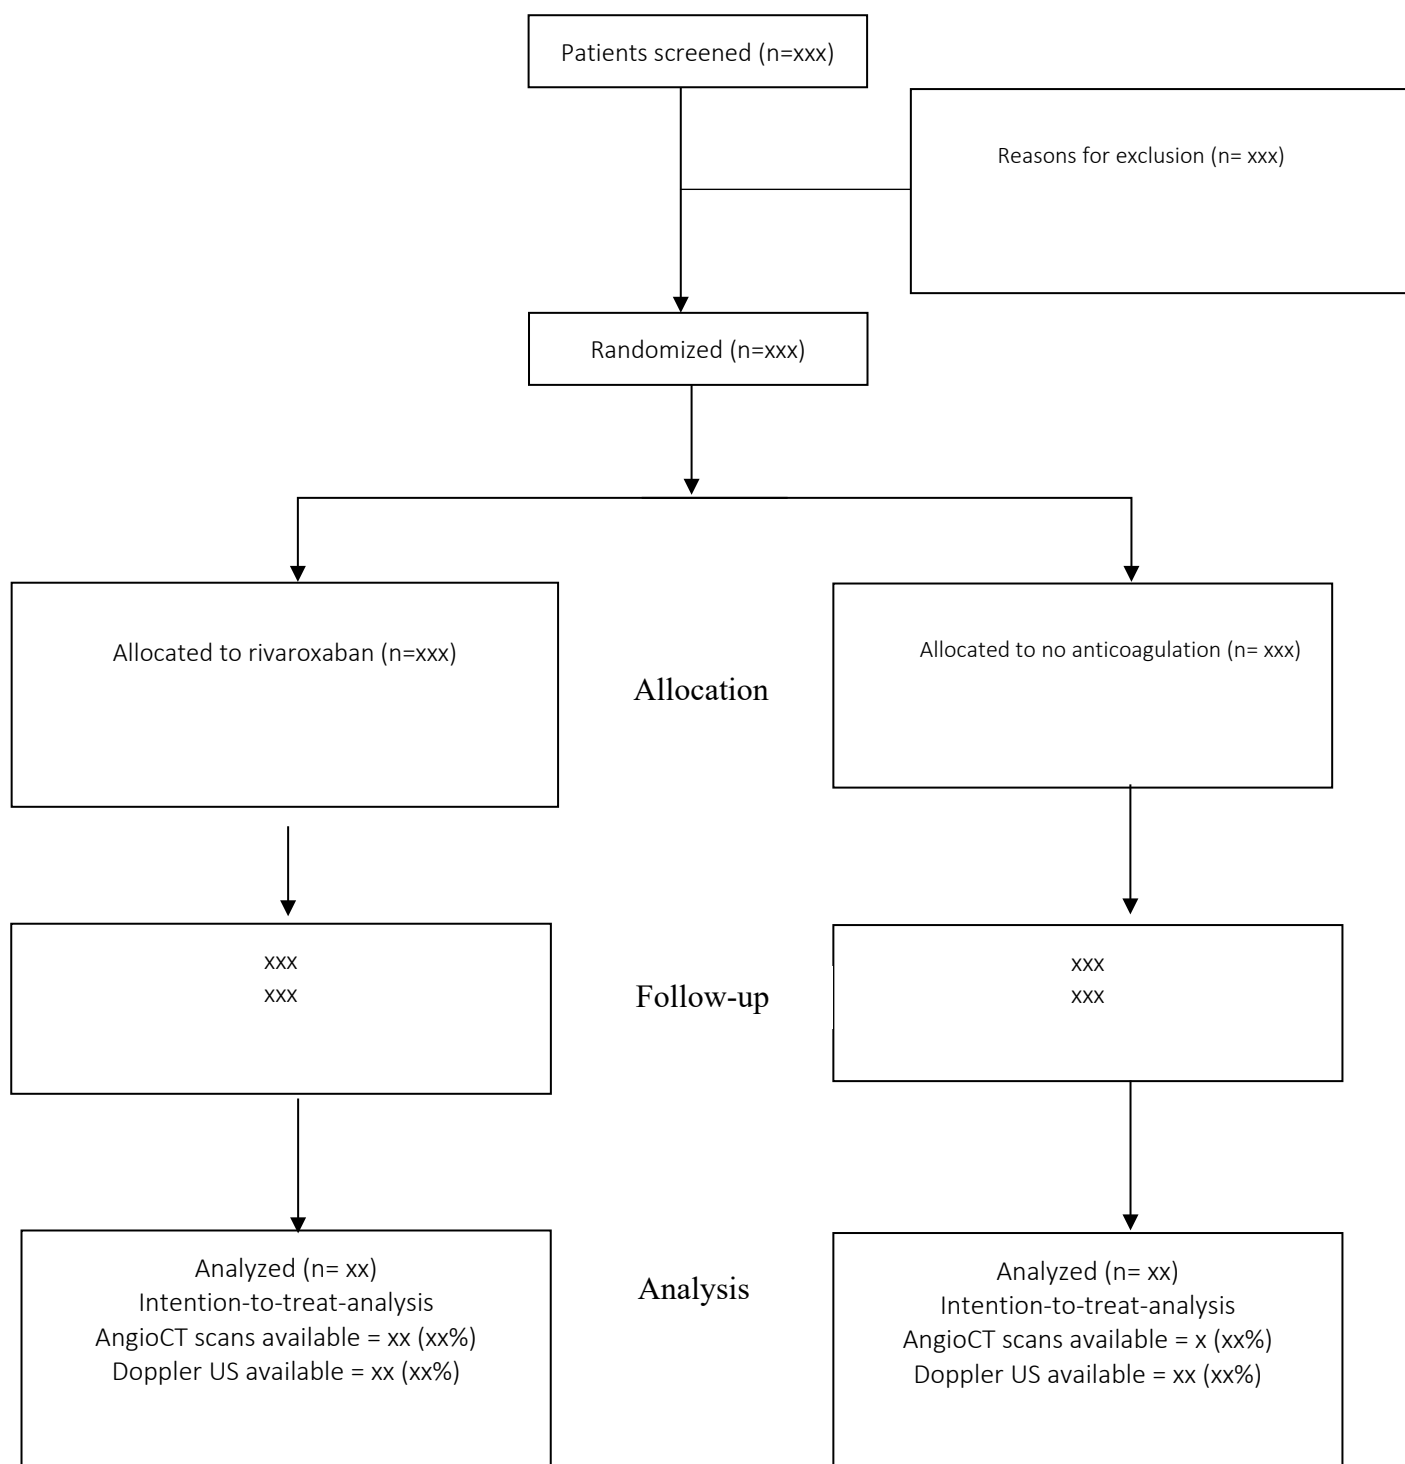 Patients screened (n=xxx)
Reasons for exclusion (n= xxx)
Randomized (n=xxx)
Allocated to rivaroxaban (n=xxx)
Allocation
Allocated to no anticoagulation (n= xxx)
xxx
xxx
Follow-up
xxx
xxx
Analyzed (n= xx)
Intention-to-treat-analysis
AngioCT scans available = xx (xx%)
Doppler US available = xx (xx%)
Analysis
Analyzed (n= xx)
Intention-to-treat-analysis
AngioCT scans available = x (xx%)
Doppler US available = xx (xx%)